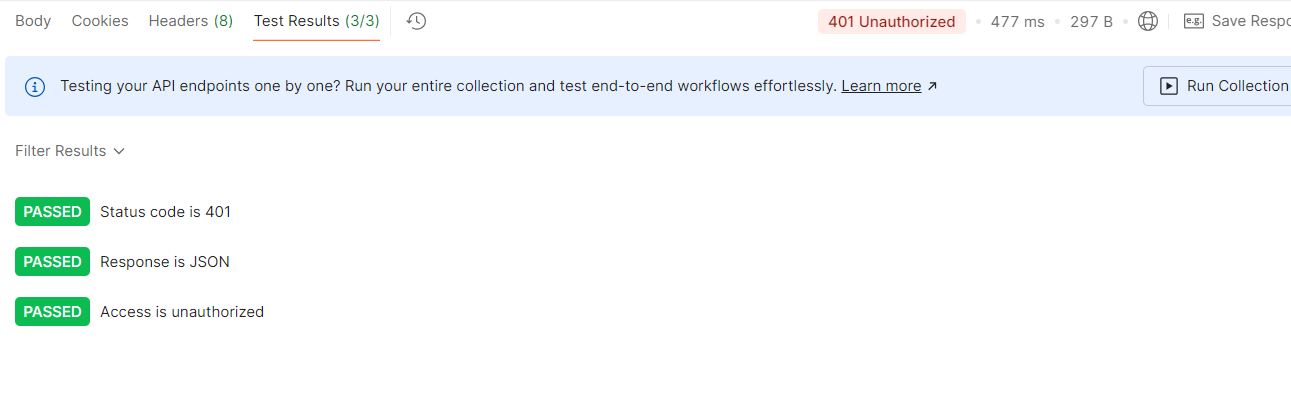 Body Cookies Headers (8) Test Results (3/3) 401 Unauthorized • 477 ms • 297 B • e.g. Save Respo
Testing your API endpoints one by one? Run your entire collection and test end-to-end workflows effortlessly. Learn more ↗ Run Collection
Filter Results
PASSED Status code is 401
PASSED Response is JSON
PASSED Access is unauthorized